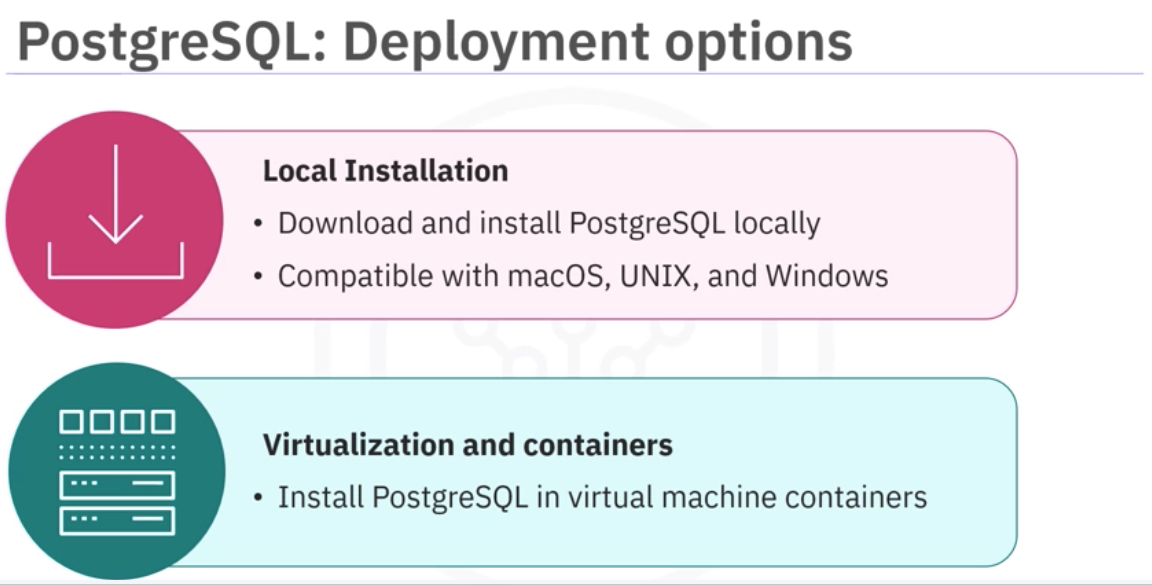 PostgreSQL: Deployment options
Local Installation
• Download and install PostgreSQL locally
• Compatible with macOS, UNIX, and Windows
Virtualization and containers
• Install PostgreSQL in virtual machine containers